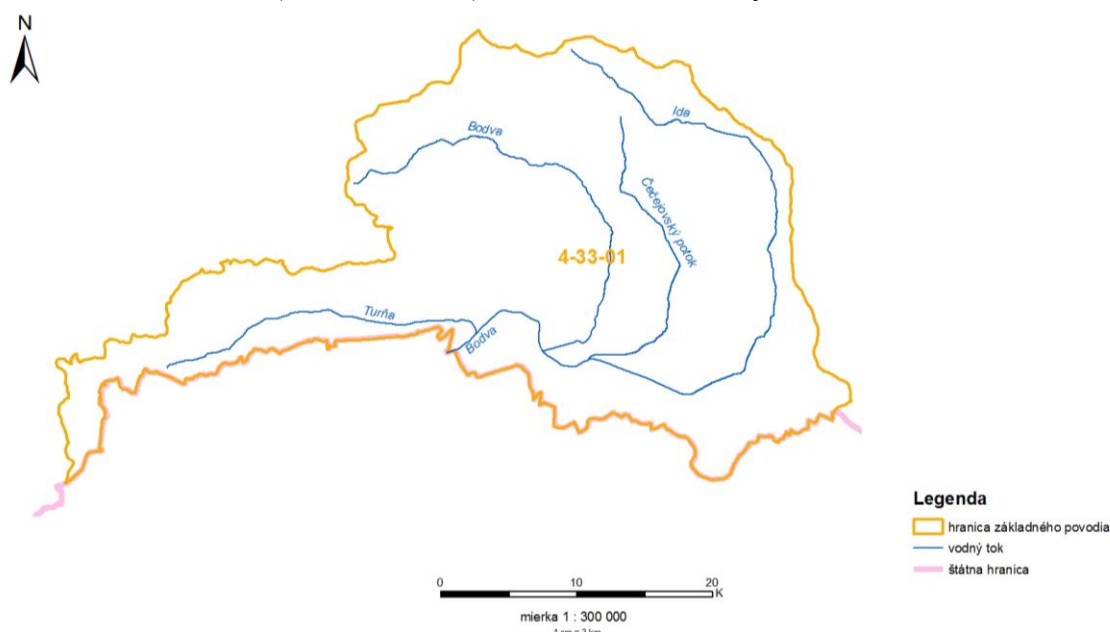 N
Bodva
Ida
Čečejovský potok
4-33-01
Turňa
Bodva
Legenda
hranica základného povodia
vodný tok
štátna hranica
0 10 20
K
mierka 1 : 300 000